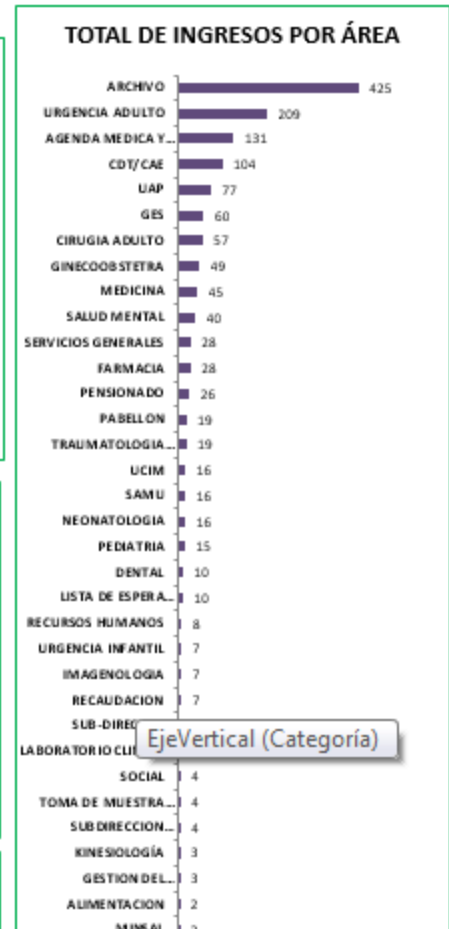 TOTAL DE INGRESOS POR ÁREA
ARCHIVO 425
URGENCIA ADULTO 209
AGENDA MEDICA Y... 131
CDT/CAE 104
UAP 77
GES 60
CIRUGIA ADULTO 57
GINECOOBSTETRA 49
MEDICINA 45
SALUD MENTAL 40
SERVICIOS GENERALES 28
FARMACIA 28
PENSIONADO 26
PABELLON 19
TRAUMATOLOGIA... 19
UCIM 16
SAMU 16
NEONATOLOGIA 16
PEDIATRIA 15
DENTAL 10
LISTA DE ESPERA... 10
RECURSOS HUMANOS 8
URGENCIA INFANTIL 7
IMAGENOLOGIA 7
RECAUDACION 7
SUB-DIREC
EjeVertical (Categoría)
LABORATORIO CLI
SOCIAL 4
TOMA DE MUESTRA... 4
SUBDIRECCION... 4
KINESIOLOGÍA 3
GESTION DEL... 3
ALIMENTACION 2